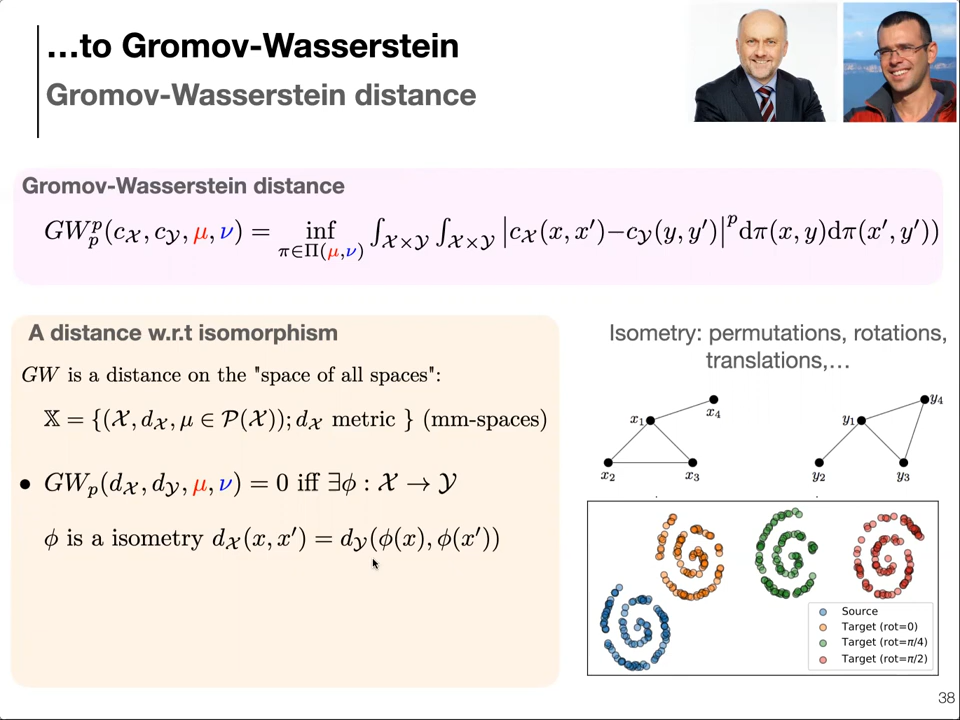 ...to Gromov-Wasserstein
Gromov-Wasserstein distance
Gromov-Wasserstein distance
GW_p^p(c_𝒳, c_𝒴, μ, ν) = inf_{π∈Π(μ,ν)} ∫_{𝒳×𝒴} ∫_{𝒳×𝒴} |c_𝒳(x, x′)−c_𝒴(y, y′)|^p dπ(x, y)dπ(x′, y′))
A distance w.r.t isomorphism
GW is a distance on the "space of all spaces":
𝕏 = {(𝒳, d_𝒳, μ ∈ 𝒫(𝒳)); d_𝒳 metric } (mm-spaces)
• GW_p(d_𝒳, d_𝒴, μ, ν) = 0 iff ∃ϕ : 𝒳 → 𝒴
ϕ is a isometry d_𝒳(x, x′) = d_𝒴(ϕ(x), ϕ(x′))
Isometry: permutations, rotations,
translations,...
x_1
x_4
x_2
x_3
y_1
y_4
y_2
y_3
Source
Target (rot=0)
Target (rot=π/4)
Target (rot=π/2)
38